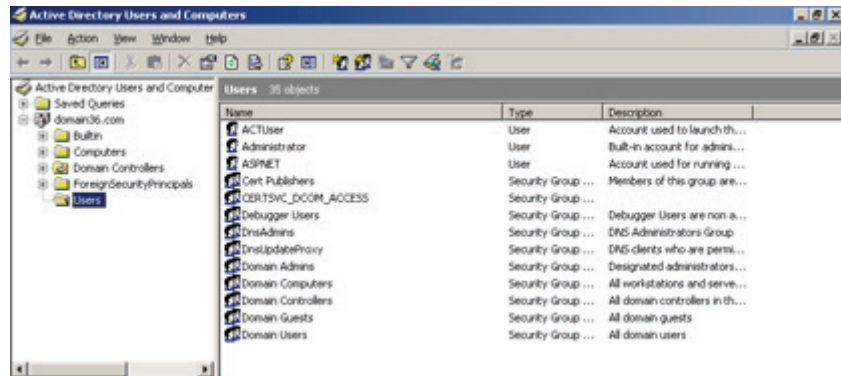 Active Directory Users and Computers
File Action View Window Help
Active Directory Users and Computer
Saved Queries
domain36.com
Builtin
Computers
Domain Controllers
ForeignSecurityPrincipals
Users
Users 35 objects
Name Type Description
ACTUser User Account used to launch th...
Administrator User Built-in account for admini...
ASPNET User Account used for running ...
Cert Publishers Security Group ... Members of this group are...
CERTSVC_DCOM_ACCESS Security Group ...
Debugger Users Security Group ... Debugger Users are non a...
DnsAdmins Security Group ... DNS Administrators Group
DnsUpdateProxy Security Group ... DNS clients who are permi...
Domain Admins Security Group ... Designated administrators...
Domain Computers Security Group ... All workstations and serve...
Domain Controllers Security Group ... All domain controllers in th...
Domain Guests Security Group ... All domain guests
Domain Users Security Group ... All domain users